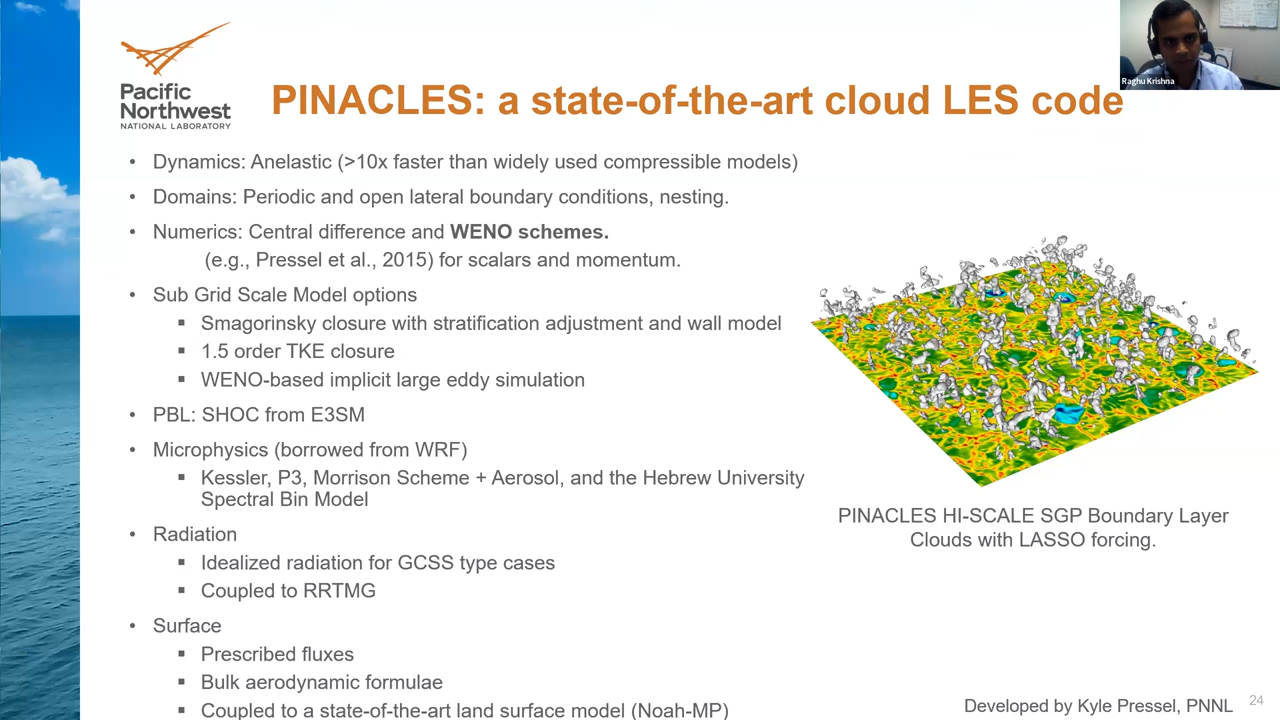 Pacific
Northwest
NATIONAL LABORATORY
PINACLES: a state-of-the-art cloud LES code
Raghu Krishna
• Dynamics: Anelastic (>10x faster than widely used compressible models)
• Domains: Periodic and open lateral boundary conditions, nesting.
• Numerics: Central difference and WENO schemes.
(e.g., Pressel et al., 2015) for scalars and momentum.
• Sub Grid Scale Model options
▪ Smagorinsky closure with stratification adjustment and wall model
▪ 1.5 order TKE closure
▪ WENO-based implicit large eddy simulation
• PBL: SHOC from E3SM
• Microphysics (borrowed from WRF)
▪ Kessler, P3, Morrison Scheme + Aerosol, and the Hebrew University
Spectral Bin Model
• Radiation
▪ Idealized radiation for GCSS type cases
▪ Coupled to RRTMG
• Surface
▪ Prescribed fluxes
▪ Bulk aerodynamic formulae
▪ Coupled to a state-of-the-art land surface model (Noah-MP)
PINACLES HI-SCALE SGP Boundary Layer
Clouds with LASSO forcing.
Developed by Kyle Pressel, PNNL
24